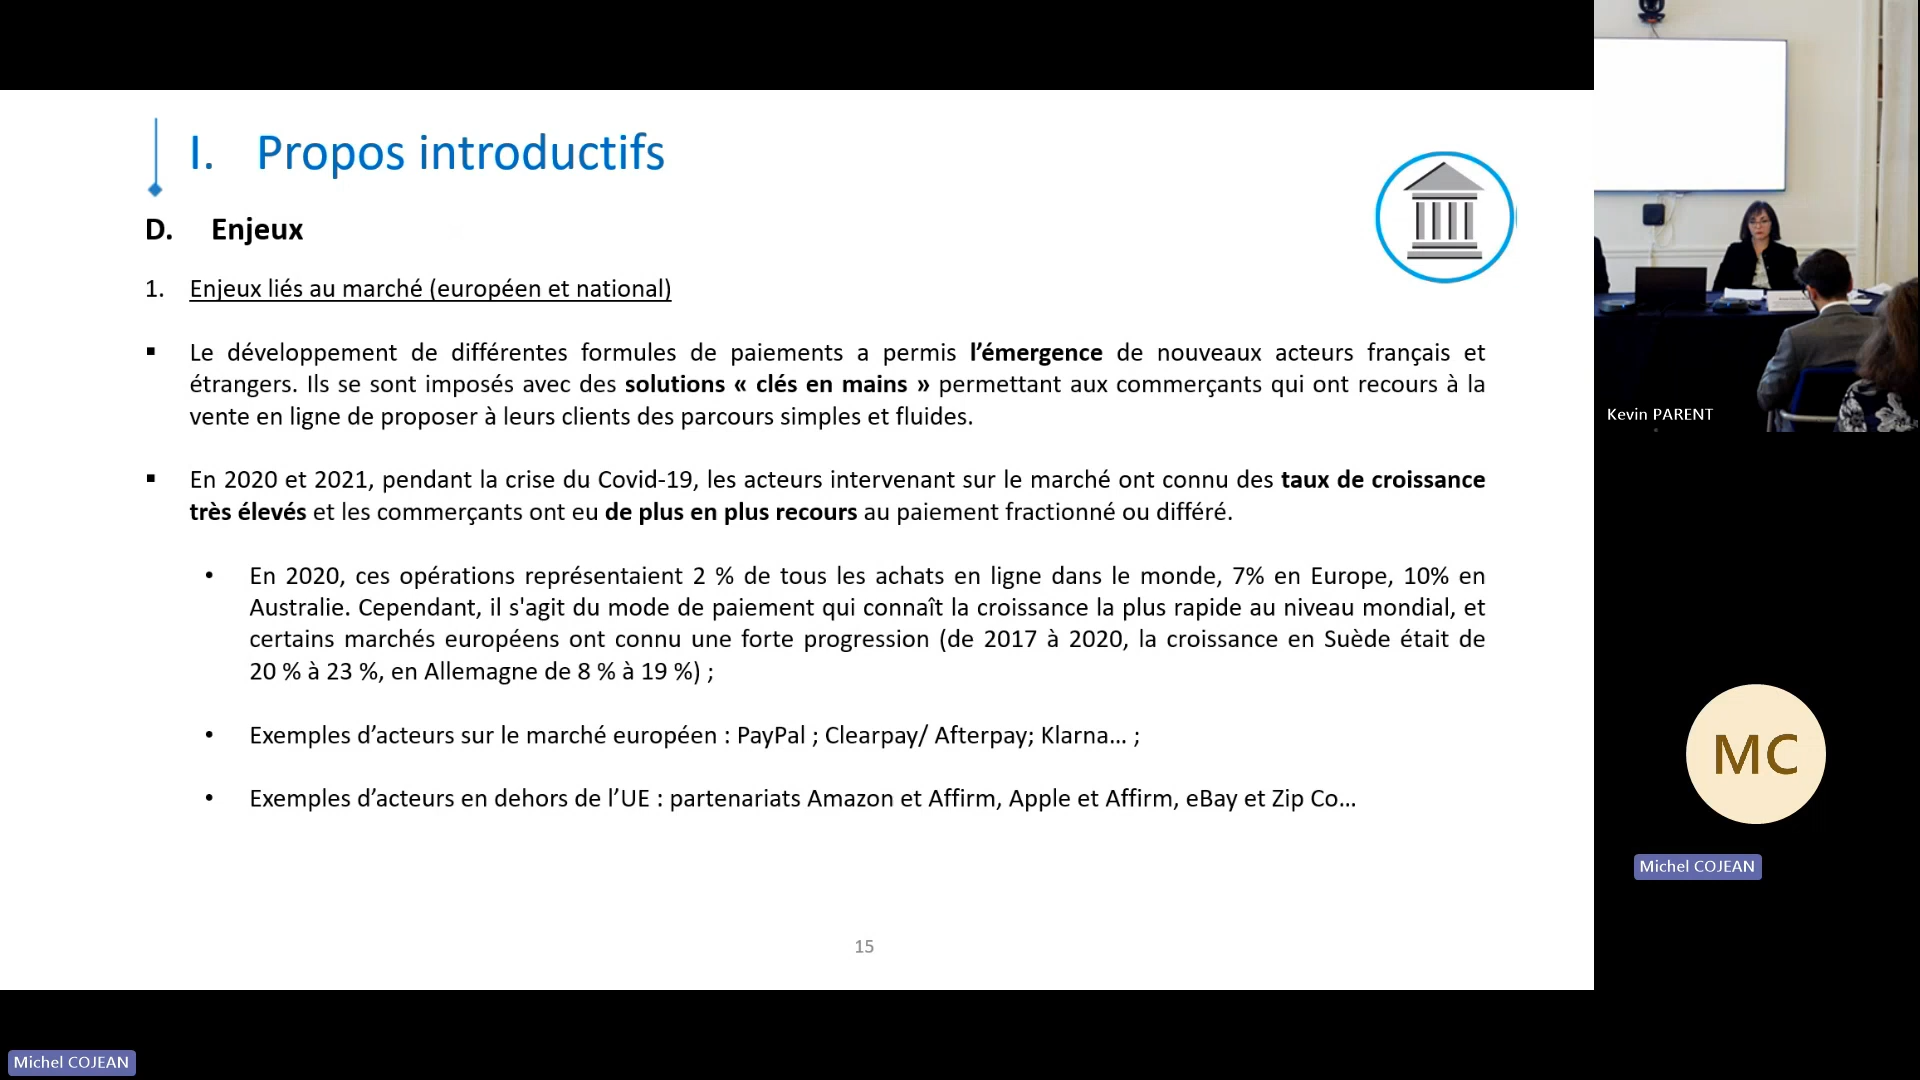 I. Propos introductifs
D. Enjeux
1. Enjeux liés au marché (européen et national)
▪ Le développement de différentes formules de paiements a permis l’émergence de nouveaux acteurs français et
étrangers. Ils se sont imposés avec des solutions « clés en mains » permettant aux commerçants qui ont recours à la
vente en ligne de proposer à leurs clients des parcours simples et fluides.
▪ En 2020 et 2021, pendant la crise du Covid-19, les acteurs intervenant sur le marché ont connu des taux de croissance
très élevés et les commerçants ont eu de plus en plus recours au paiement fractionné ou différé.
• En 2020, ces opérations représentaient 2 % de tous les achats en ligne dans le monde, 7% en Europe, 10% en
Australie. Cependant, il s'agit du mode de paiement qui connaît la croissance la plus rapide au niveau mondial, et
certains marchés européens ont connu une forte progression (de 2017 à 2020, la croissance en Suède était de
20 % à 23 %, en Allemagne de 8 % à 19 %) ;
• Exemples d’acteurs sur le marché européen : PayPal ; Clearpay/ Afterpay; Klarna... ;
• Exemples d’acteurs en dehors de l’UE : partenariats Amazon et Affirm, Apple et Affirm, eBay et Zip Co...
15
Kevin PARENT
MC
Michel COJEAN
Michel COJEAN